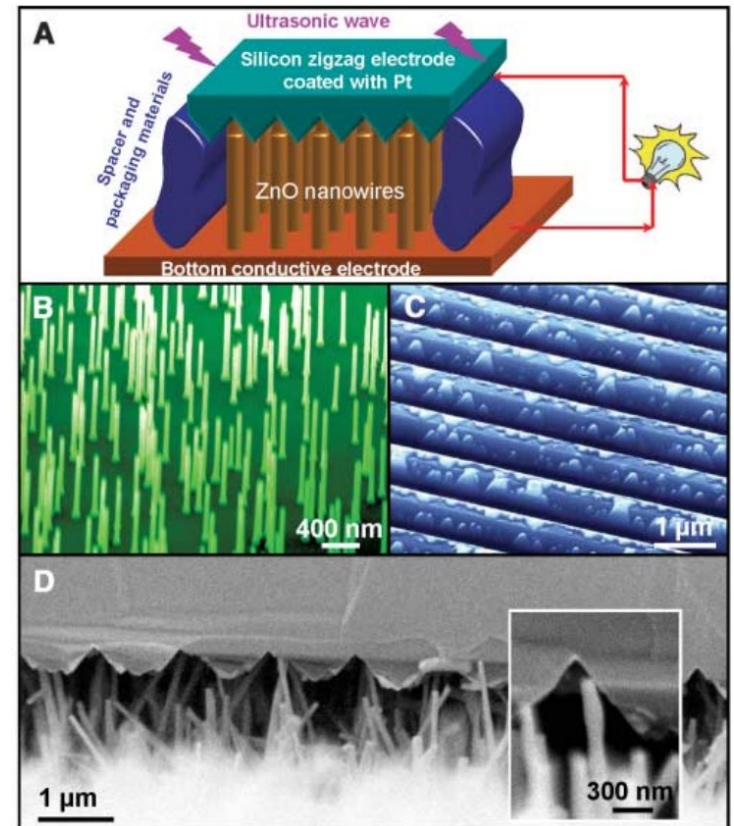 A
Ultrasonic wave
Silicon zigzag electrode
coated with Pt
Spacer and
packaging materials
ZnO nanowires
Bottom conductive electrode
B
400 nm
C
1 µm
D
1 µm
300 nm